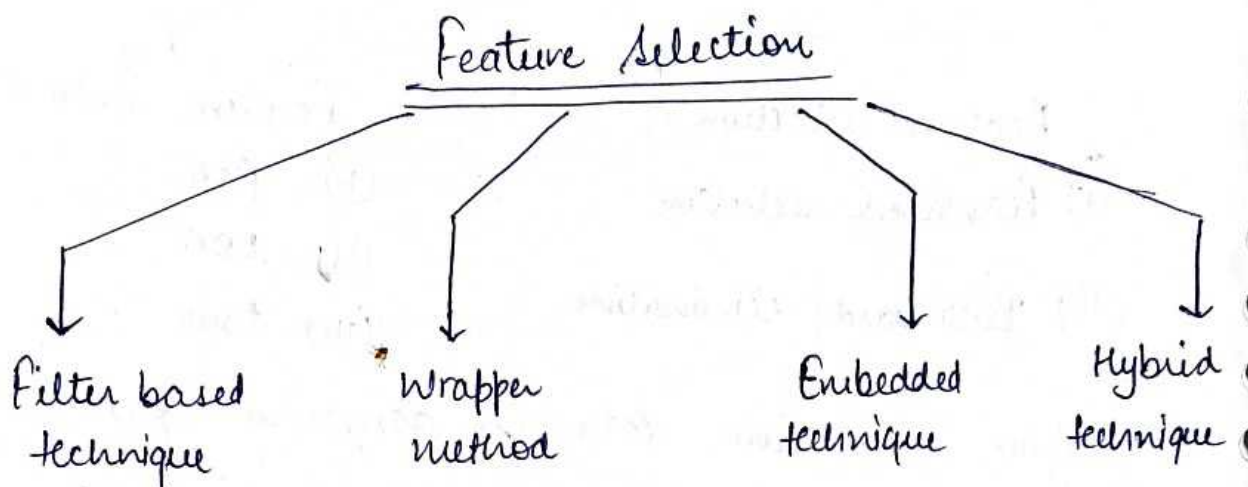 Feature Selection
Filter based
technique
Wrapper
method
Embedded
technique
Hybrid
technique